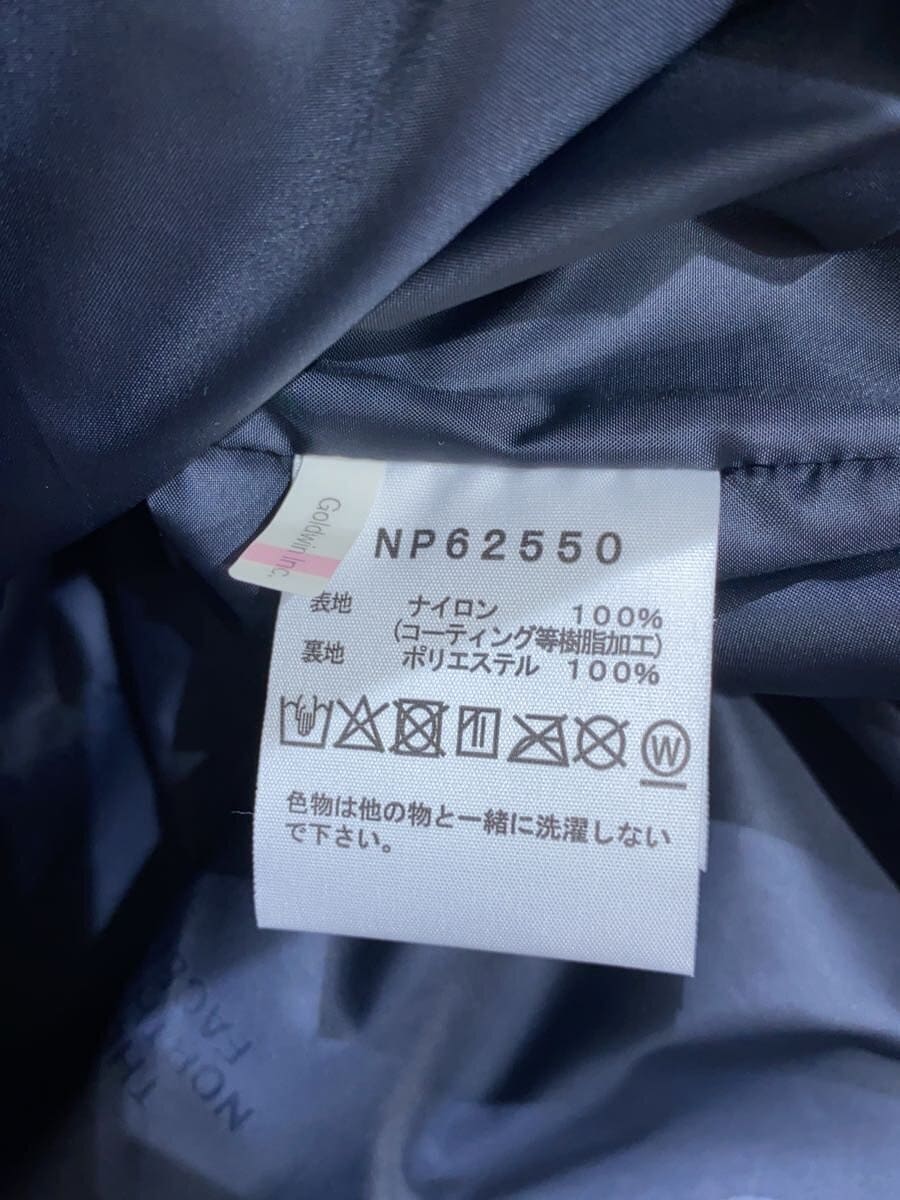 Goldwin Inc.
NP62550
表地 ナイロン 100%
(コーティング等樹脂加工)
裏地 ポリエステル 100%
W
色物は他の物と一緒に洗濯しない
で下さい。
TH
NORTH
FACE